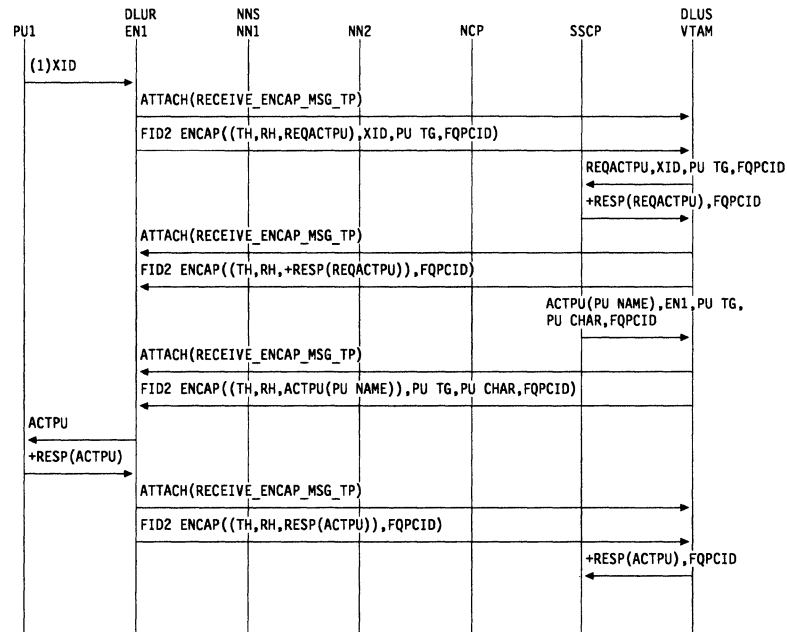 DLUR NNS DLUS
PU1 EN1 NN1 NN2 NCP SSCP VTAM
(1)XID
ATTACH(RECEIVE_ENCAP_MSG_TP)
FID2 ENCAP((TH,RH,REQACTPU),XID,PU TG,FQPCID)
REQACTPU,XID,PU TG,FQPCID
+RESP(REQACTPU),FQPCID
ATTACH(RECEIVE_ENCAP_MSG_TP)
FID2 ENCAP((TH,RH,+RESP(REQACTPU)),FQPCID)
ACTPU(PU NAME),EN1,PU TG,
PU CHAR,FQPCID
ATTACH(RECEIVE_ENCAP_MSG_TP)
FID2 ENCAP((TH,RH,ACTPU(PU NAME)),PU TG,PU CHAR,FQPCID)
ACTPU
+RESP(ACTPU)
ATTACH(RECEIVE_ENCAP_MSG_TP)
FID2 ENCAP((TH,RH,RESP(ACTPU)),FQPCID)
+RESP(ACTPU),FQPCID